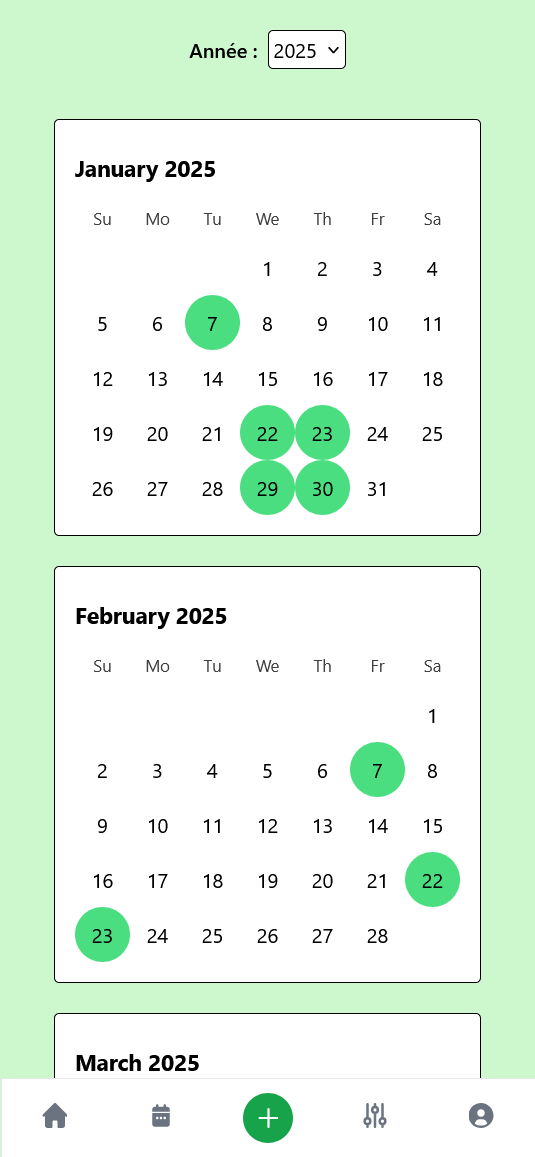 Année : 2025
January 2025
Su Mo Tu We Th Fr Sa
1 2 3 4
5 6 7 8 9 10 11
12 13 14 15 16 17 18
19 20 21 22 23 24 25
26 27 28 29 30 31
February 2025
Su Mo Tu We Th Fr Sa
1
2 3 4 5 6 7 8
9 10 11 12 13 14 15
16 17 18 19 20 21 22
23 24 25 26 27 28
March 2025